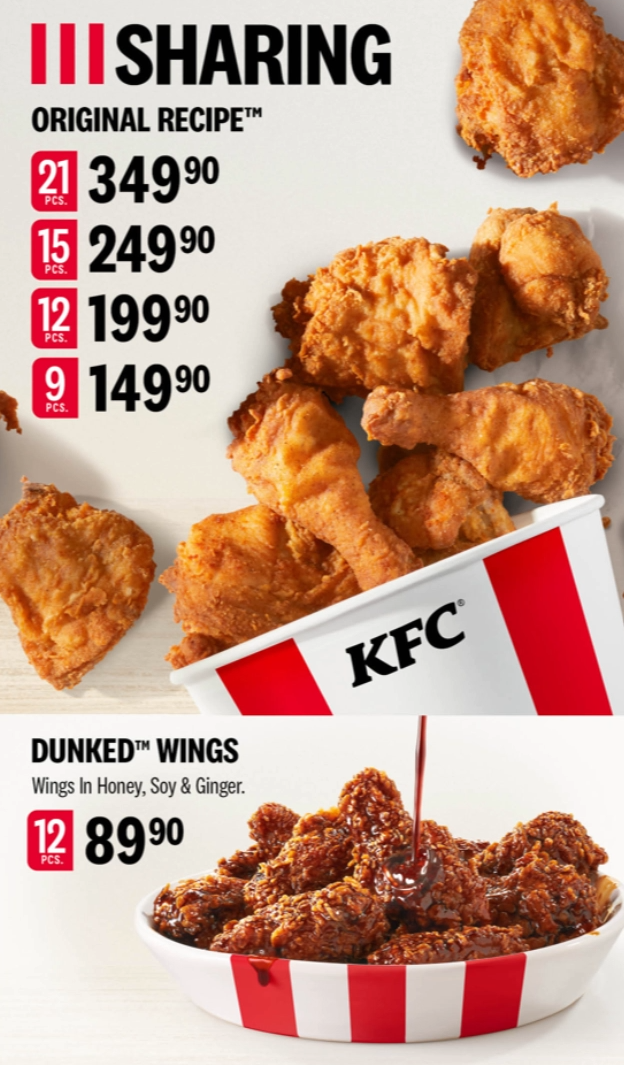 SHARING
ORIGINAL RECIPE™
21 PCS. 349⁹⁰
15 PCS. 249⁹⁰
12 PCS. 199⁹⁰
9 PCS. 149⁹⁰
KFC®
DUNKED™ WINGS
Wings In Honey, Soy & Ginger.
12 PCS. 89⁹⁰